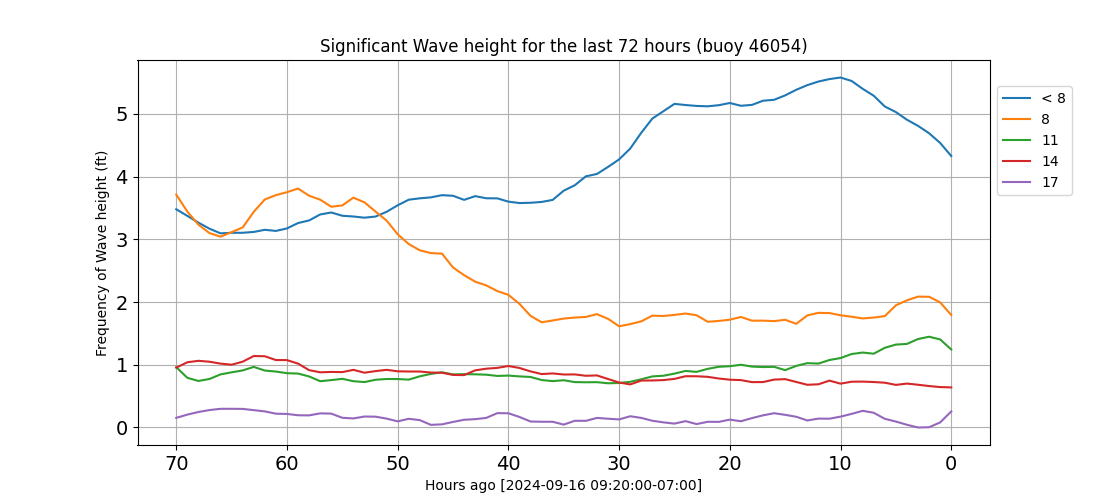 Significant Wave height for the last 72 hours (buoy 46054)
Frequency of Wave height (ft)
5
4
3
2
1
0
70 60 50 40 30 20 10 0
Hours ago [2024-09-16 09:20:00-07:00]
< 8
8
11
14
17